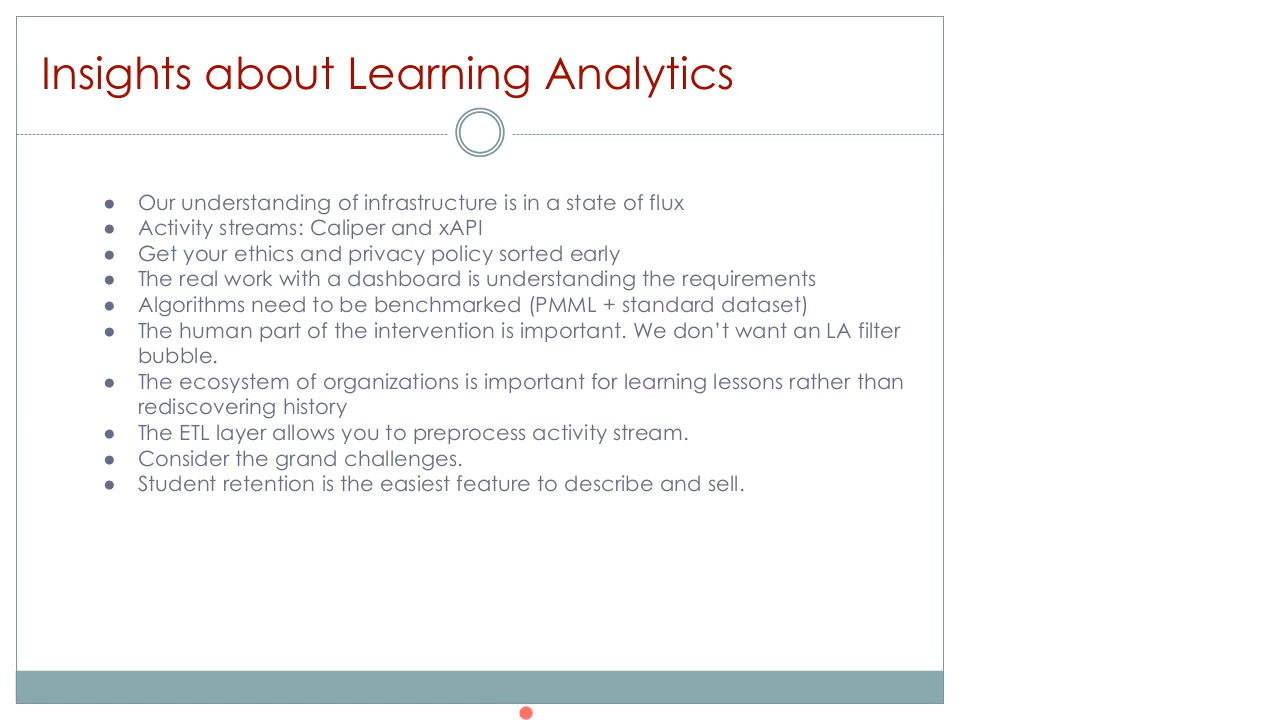 Insights about Learning Analytics
● Our understanding of infrastructure is in a state of flux
● Activity streams: Caliper and xAPI
● Get your ethics and privacy policy sorted early
● The real work with a dashboard is understanding the requirements
● Algorithms need to be benchmarked (PMML + standard dataset)
● The human part of the intervention is important. We don’t want an LA filter
bubble.
● The ecosystem of organizations is important for learning lessons rather than
rediscovering history
● The ETL layer allows you to preprocess activity stream.
● Consider the grand challenges.
● Student retention is the easiest feature to describe and sell.